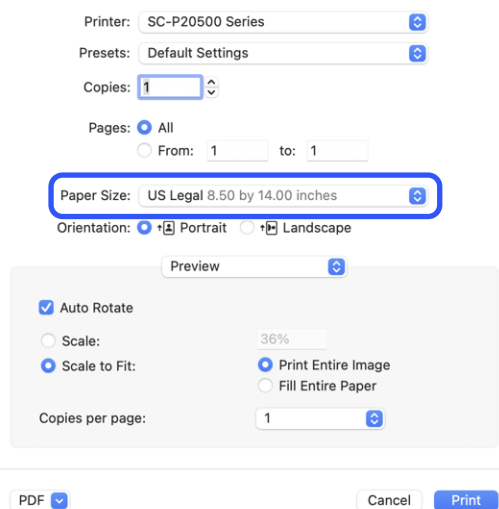 Printer: SC-P20500 Series
Presets: Default Settings
Copies: 1
Pages: All
From: 1 to: 1
Paper Size: US Legal 8.50 by 14.00 inches
Orientation: Portrait Landscape
Preview
Auto Rotate
Scale: 36%
Scale to Fit: Print Entire Image
Fill Entire Paper
Copies per page: 1
PDF Cancel Print